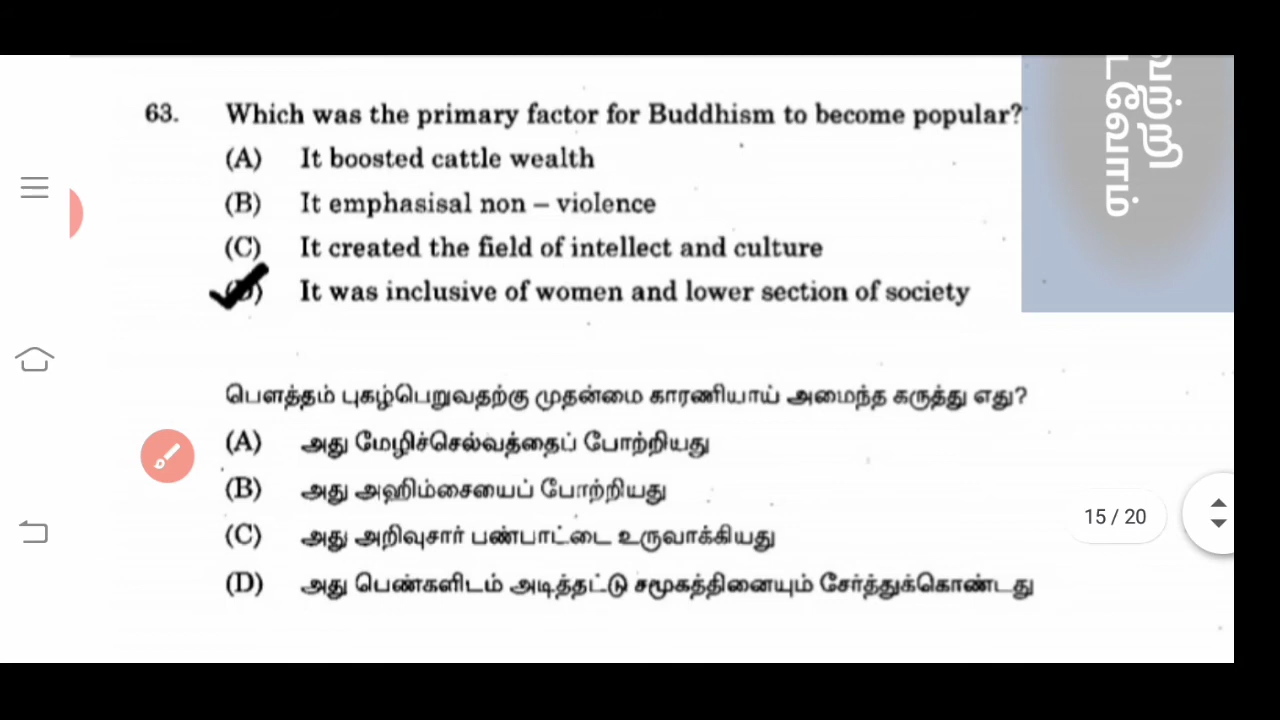 63. Which was the primary factor for Buddhism to become popular?
(A) It boosted cattle wealth
(B) It emphasisal non – violence
(C) It created the field of intellect and culture
(D) It was inclusive of women and lower section of society
பௌத்தம் புகழ்பெறுவதற்கு முதன்மை காரணியாய் அமைந்த கருத்து எது?
(A) அது மேழிச்செல்வத்தைப் போற்றியது
(B) அது அஹிம்சையைப் போற்றியது
(C) அது அறிவுசார் பண்பாட்டை உருவாக்கியது
(D) அது பெண்களிடம் அடித்தட்டு சமூகத்தினையும் சேர்த்துக்கொண்டது
15 / 20